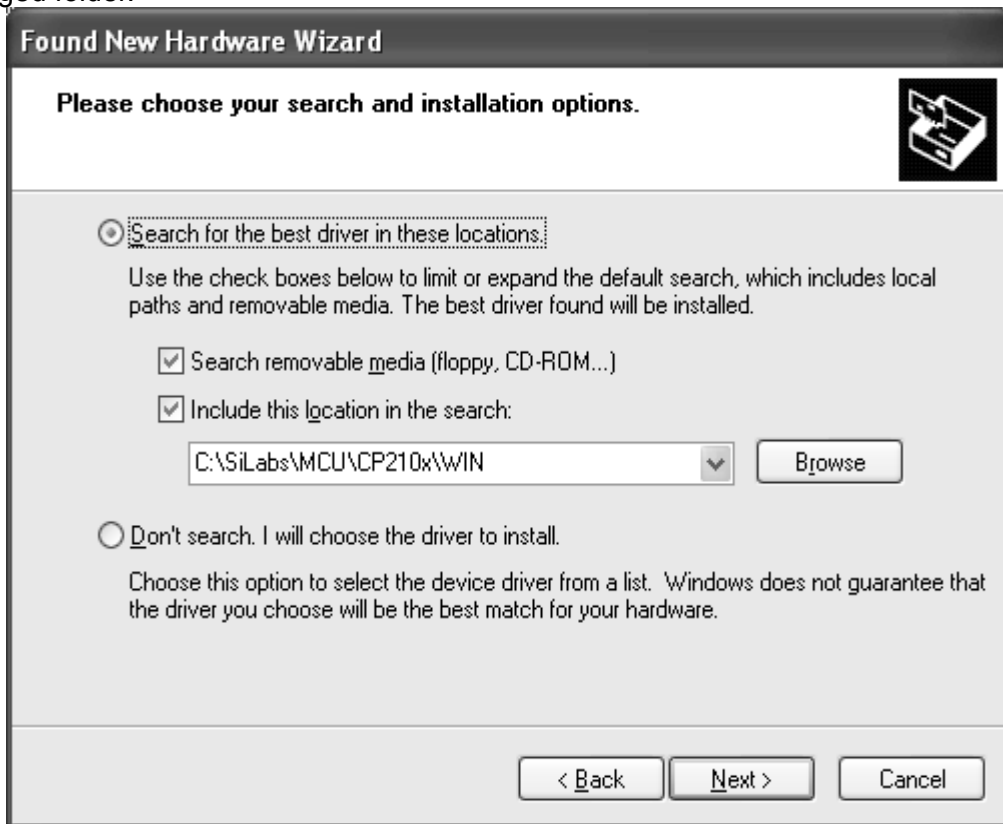 folder.
Found New Hardware Wizard
Please choose your search and installation options.
Search for the best driver in these locations.
Use the check boxes below to limit or expand the default search, which includes local
paths and removable media. The best driver found will be installed.
Search removable media (floppy, CD-ROM...)
Include this location in the search:
C:\SiLabs\MCU\CP210x\WIN
Browse
Don't search. I will choose the driver to install.
Choose this option to select the device driver from a list. Windows does not guarantee that
the driver you choose will be the best match for your hardware.
< Back Next > Cancel